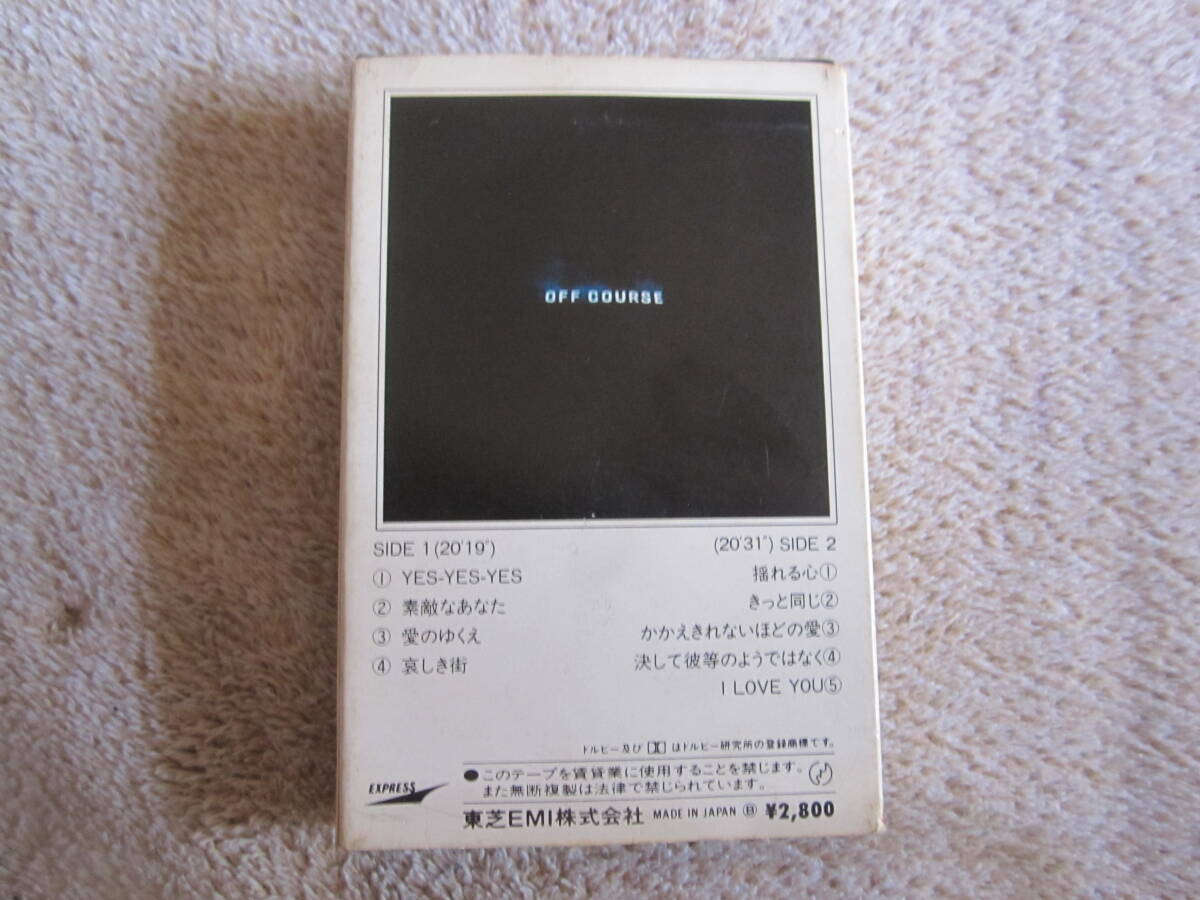 OFF COURSE
SIDE 1 (20'19")
① YES-YES-YES
② 素敵なあなた
③ 愛のゆくえ
④ 哀しき街
(20'31") SIDE 2
揺れる心①
きっと同じ②
かかえきれないほどの愛③
決して彼等のようではなく④
I LOVE YOU⑤
ドルビー及び はドルビー研究所の登録商標です。
EXPRESS
●このテープを賃貸業に使用することを禁じます。
また無断複製は法律で禁じられています。
東芝EMI株式会社 MADE IN JAPAN Ⓑ ¥2,800